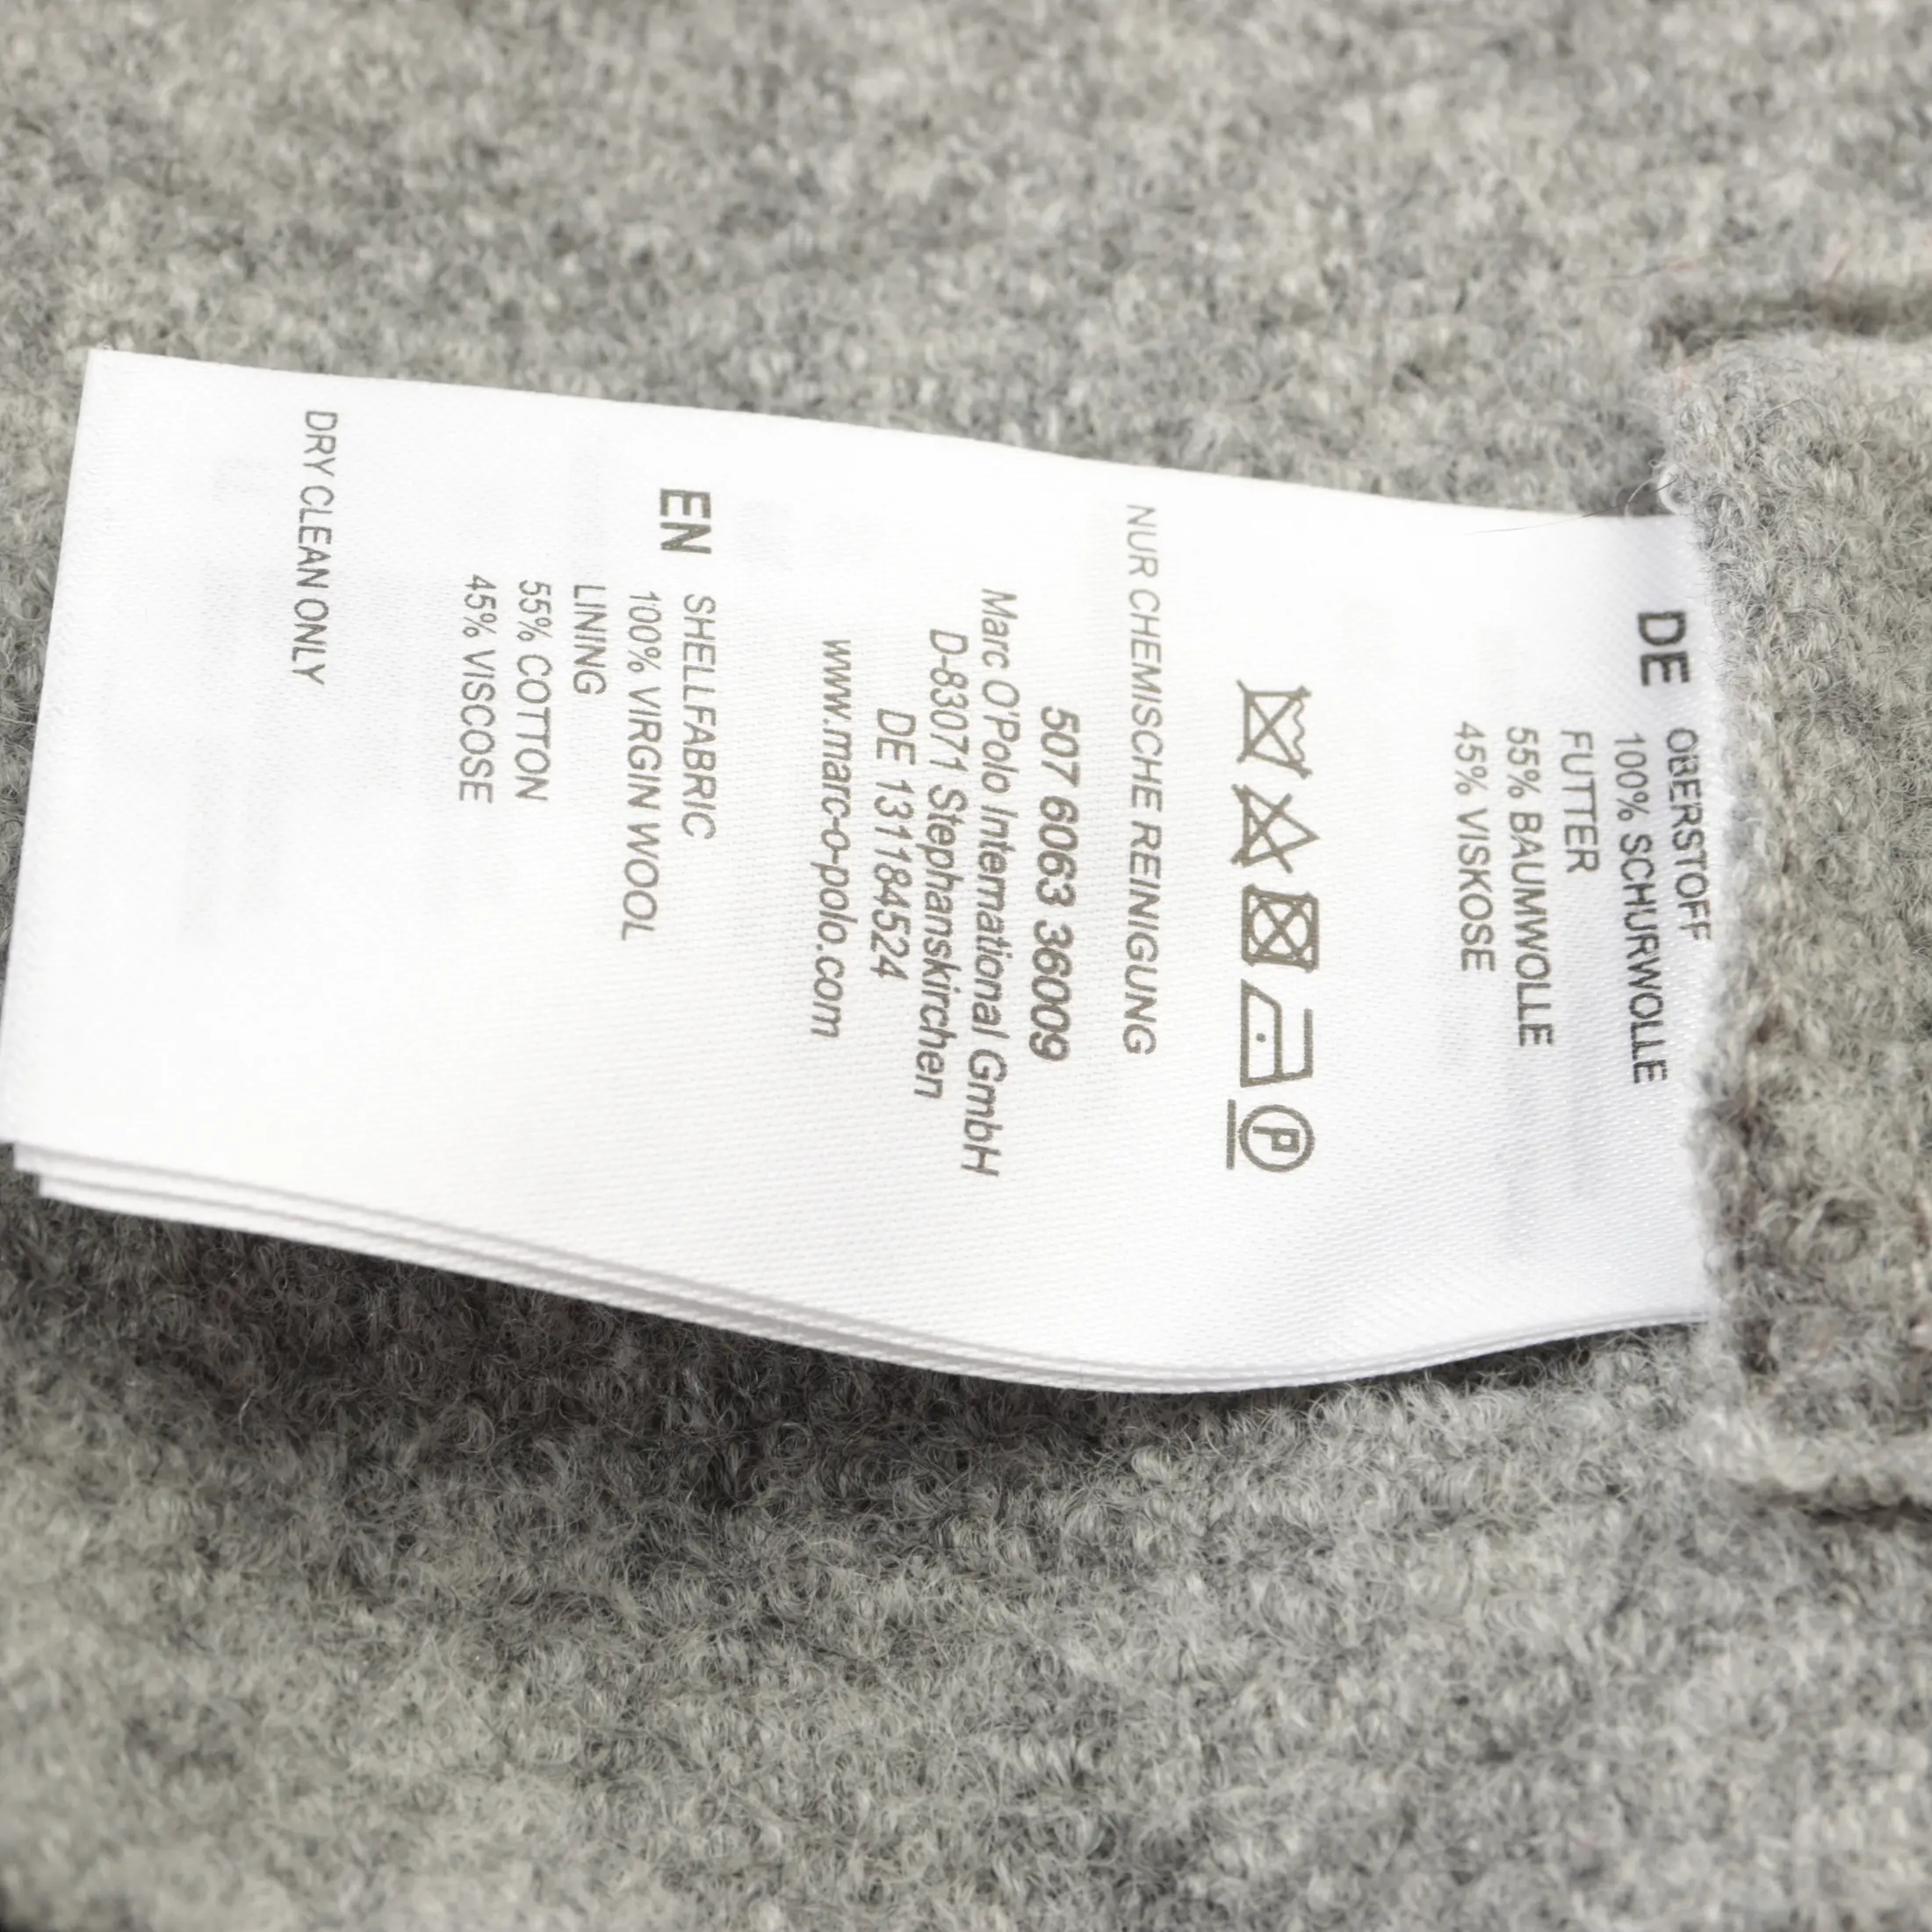 DE OBERSTOFF
100% SCHURWOLLE
FUTTER
55% BAUMWOLLE
45% VISKOSE
P
NUR CHEMISCHE REINIGUNG
507 6063 36009
Marc O'Polo International GmbH
D-83071 Stephanskirchen
DE 131184524
www.marc-o-polo.com
EN SHELLFABRIC
100% VIRGIN WOOL
LINING
55% COTTON
45% VISCOSE
DRY CLEAN ONLY